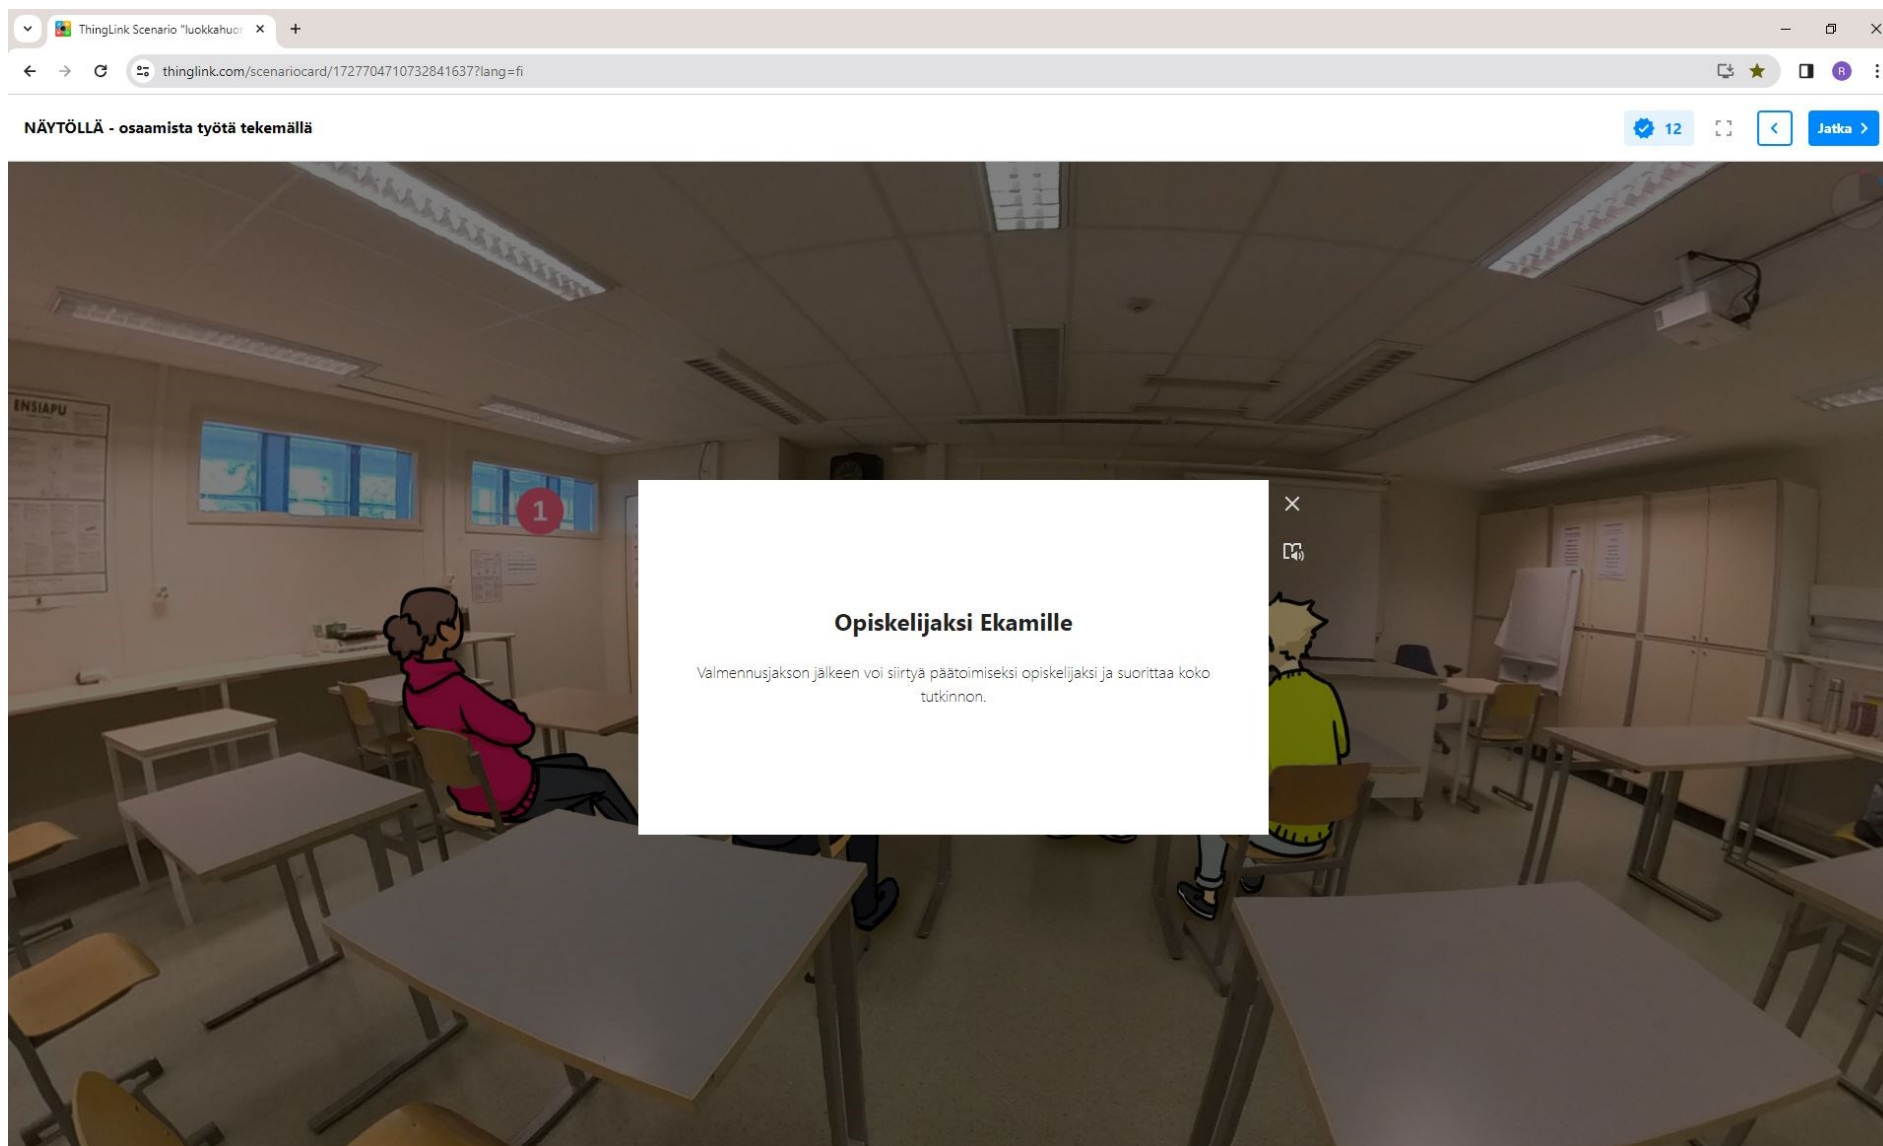 ThingLink Scenario "luokkahuor
thinglink.com/scenariocard/1727704710732841637?lang=fi
R
NÄYTÖLLÄ - osaamista työtä tekemällä
12
Jatka
ENSIAPU
1
Opiskelijaksi Ekamille
Valmennusjakson jälkeen voi siirtyä päätoimiseksi opiskelijaksi ja suorittaa koko
tutkinnon.